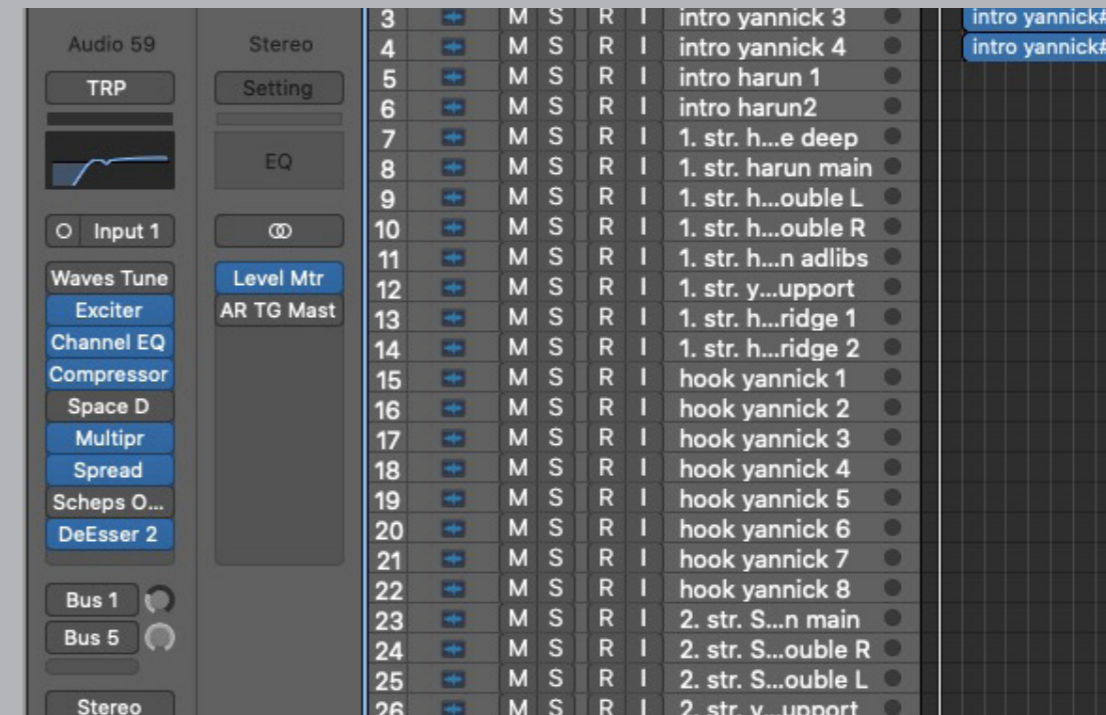 Audio 59
TRP
Input 1
Waves Tune
Exciter
Channel EQ
Compressor
Space D
Multipr
Spread
Scheps O...
DeEsser 2
Bus 1
Bus 5
Stereo
Stereo
Setting
EQ
Level Mtr
AR TG Mast
3 M S R I intro yannick 3 intro yannick#
4 M S R I intro yannick 4 intro yannick#
5 M S R I intro harun 1
6 M S R I intro harun2
7 M S R I 1. str. h...e deep
8 M S R I 1. str. harun main
9 M S R I 1. str. h...ouble L
10 M S R I 1. str. h...ouble R
11 M S R I 1. str. h...n adlibs
12 M S R I 1. str. y...upport
13 M S R I 1. str. h...ridge 1
14 M S R I 1. str. h...ridge 2
15 M S R I hook yannick 1
16 M S R I hook yannick 2
17 M S R I hook yannick 3
18 M S R I hook yannick 4
19 M S R I hook yannick 5
20 M S R I hook yannick 6
21 M S R I hook yannick 7
22 M S R I hook yannick 8
23 M S R I 2. str. S...n main
24 M S R I 2. str. S...ouble R
25 M S R I 2. str. S...ouble L
26 M S R I 2. str. y...upport